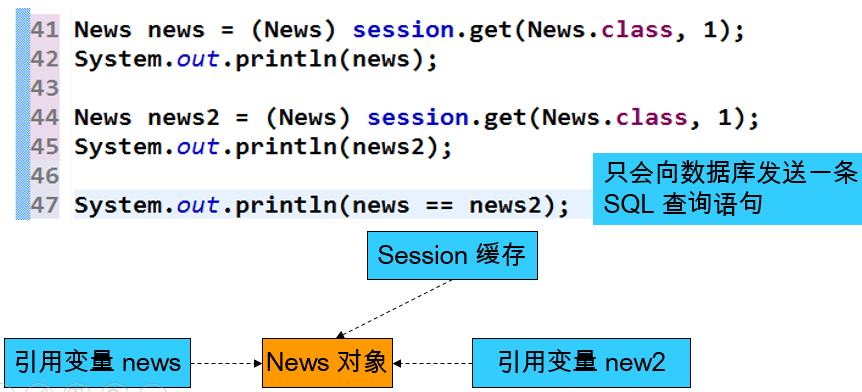 41 News news = (News) session.get(News.class, 1);
42 System.out.println(news);
43
44 News news2 = (News) session.get(News.class, 1);
45 System.out.println(news2);
46
47 System.out.println(news == news2);
只会向数据库发送一条
SQL 查询语句
Session 缓存
引用变量 news
News 对象
引用变量 new2